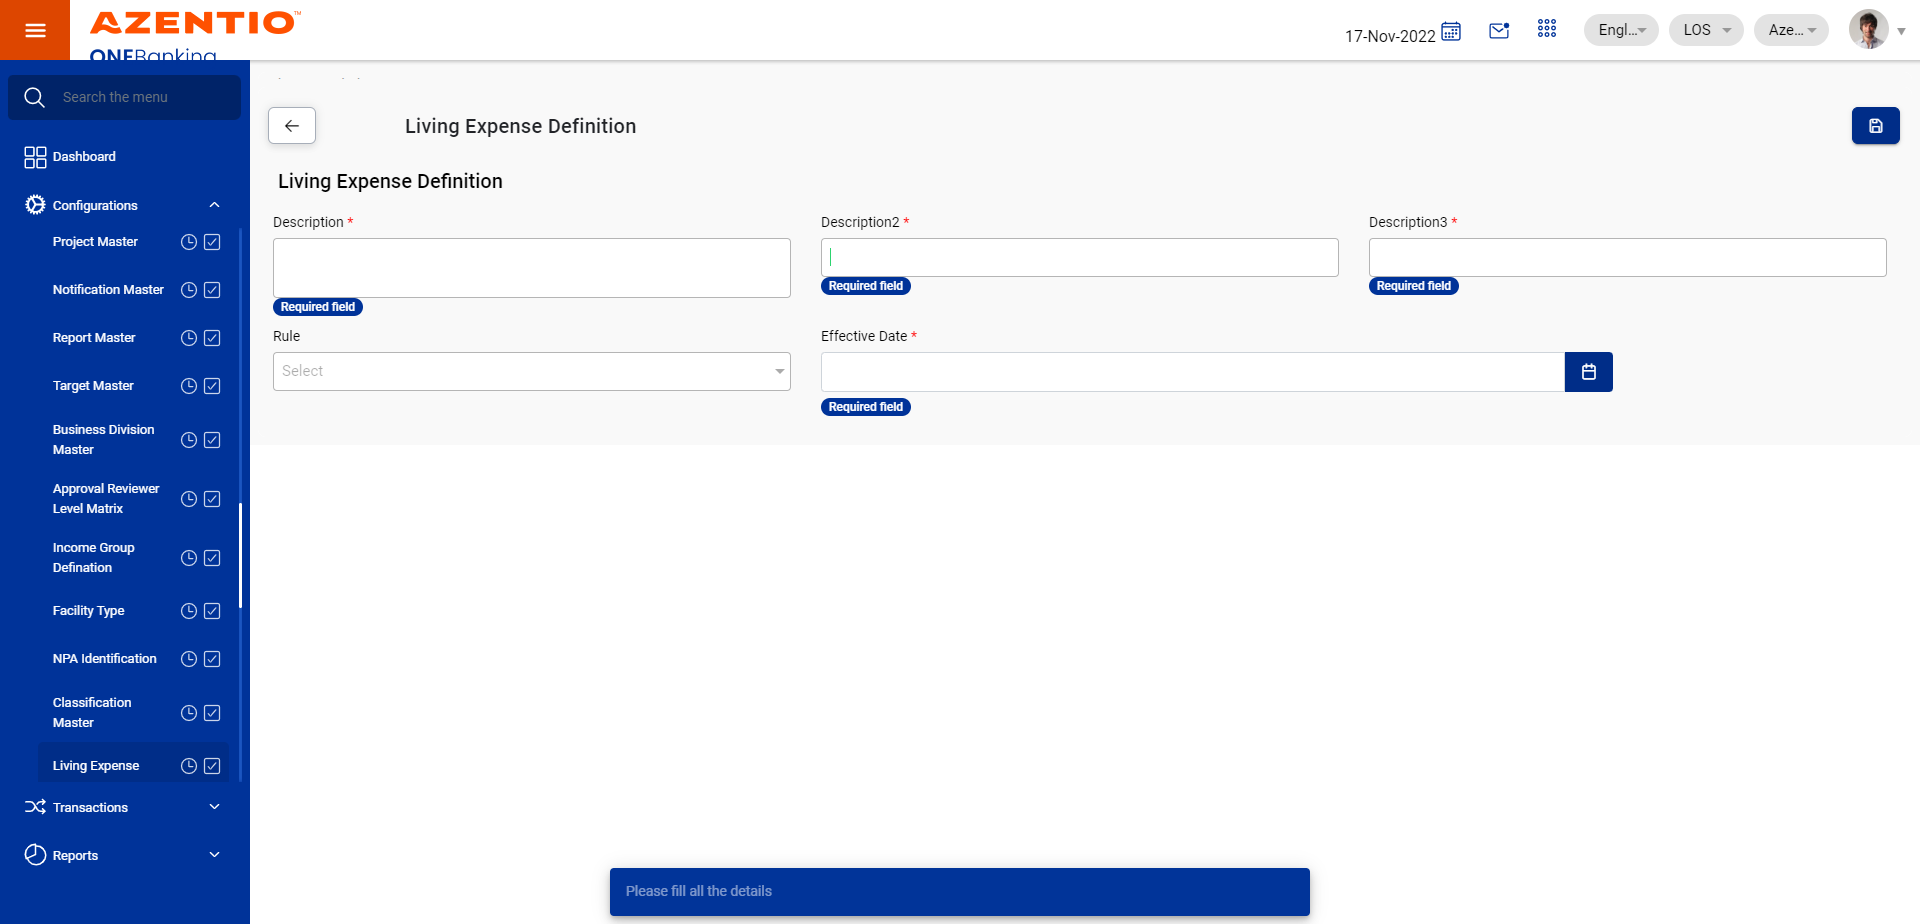 AZENTIO™
ONEBanking
17-Nov-2022
Engl...
LOS
Aze...
Search the menu
Dashboard
Configurations
Project Master
Notification Master
Report Master
Target Master
Business Division
Master
Approval Reviewer
Level Matrix
Income Group
Defination
Facility Type
NPA Identification
Classification
Master
Living Expense
Transactions
Reports
Living Expense Definition
Living Expense Definition
Description *
Required field
Description2 *
Required field
Description3 *
Required field
Rule
Select
Effective Date *
Required field
Please fill all the details